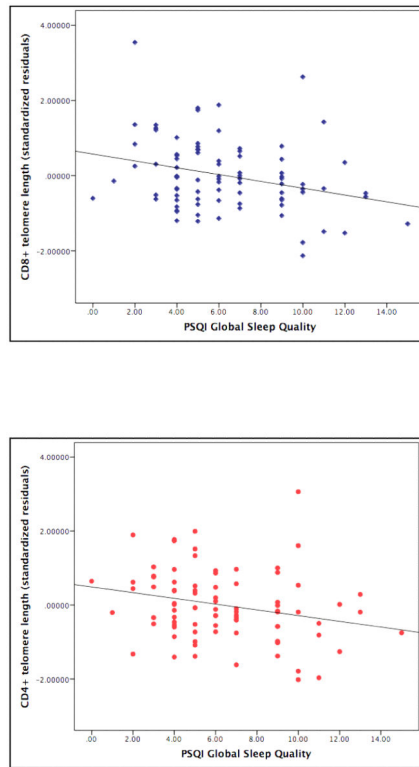 CD8+ telomere length (standardized residuals)
4.00000
2.00000
.00000
-2.00000
.00 2.00 4.00 6.00 8.00 10.00 12.00 14.00
PSQI Global Sleep Quality
CD4+ telomere length (standardized residuals)
4.00000
2.00000
.00000
-2.00000
.00 2.00 4.00 6.00 8.00 10.00 12.00 14.00
PSQI Global Sleep Quality